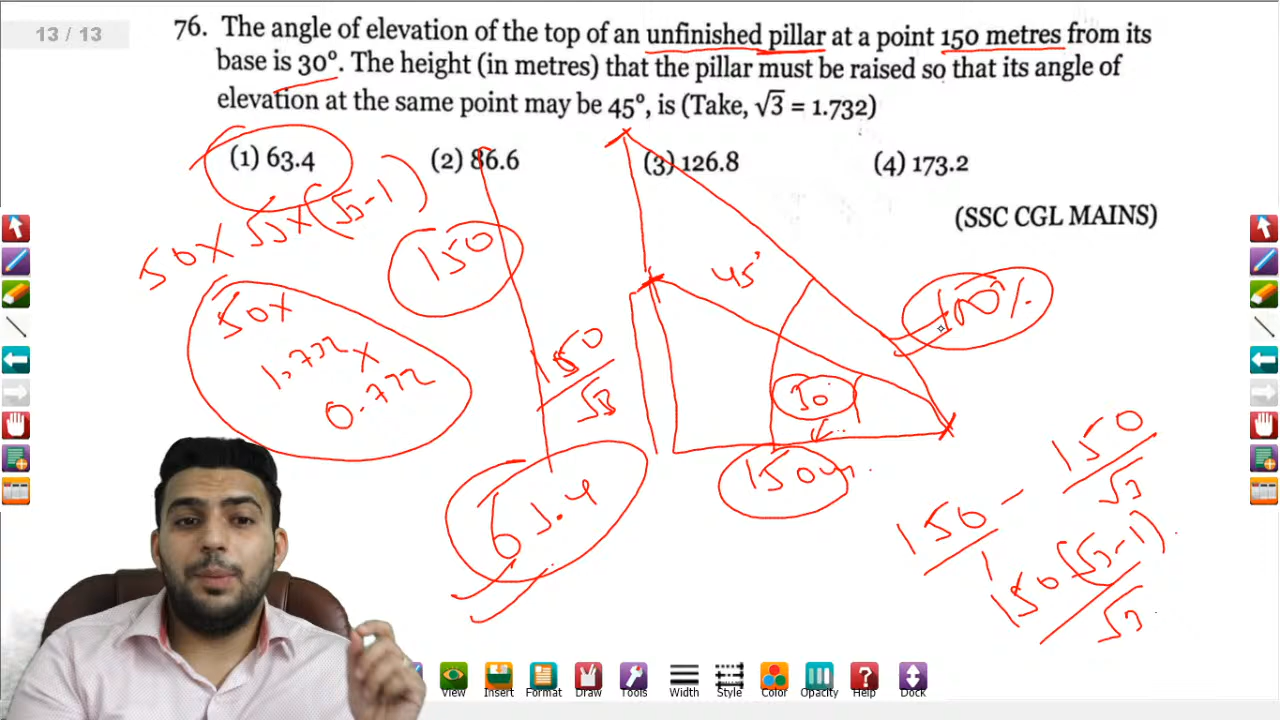 13 / 13
76. The angle of elevation of the top of an unfinished pillar at a point 150 metres from its
base is 30°. The height (in metres) that the pillar must be raised so that its angle of
elevation at the same point may be 45°, is (Take, √3 = 1.732)
(1) 63.4 (2) 86.6 (3) 126.8 (4) 173.2
(SSC CGL MAINS)
50 × √3 × (√3-1)
150
50×
1.732 ×
0.732
150
√3
63.4
45°
30°
150m
100%
150 - 150
1 √3
150(√3-1)
√3
View Insert Format Draw Tools Width Style Color Opacity Help Dock